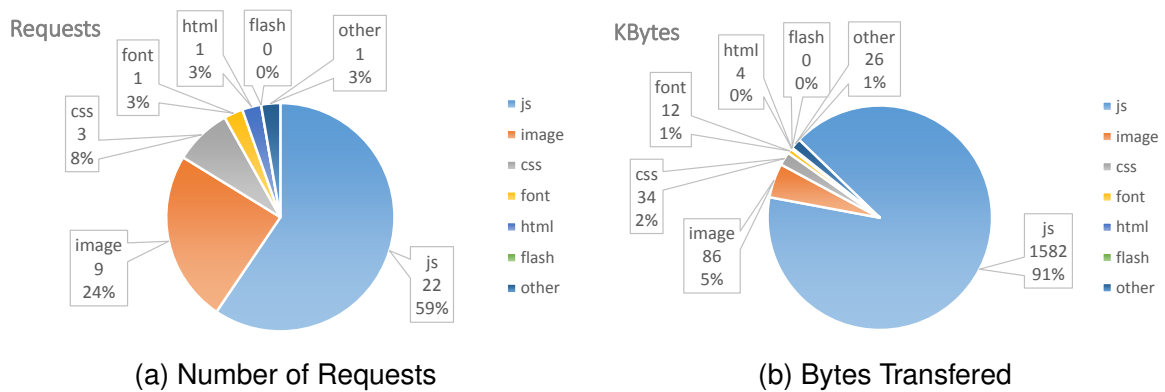 Requests
html
1
3%
flash
0
0%
other
1
3%
font
1
3%
css
3
8%
image
9
24%
js
22
59%
js
image
css
font
html
flash
other
(a) Number of Requests
KBytes
html
4
0%
flash
0
0%
other
26
1%
font
12
1%
css
34
2%
image
86
5%
js
1582
91%
js
image
css
font
html
flash
other
(b) Bytes Transfered